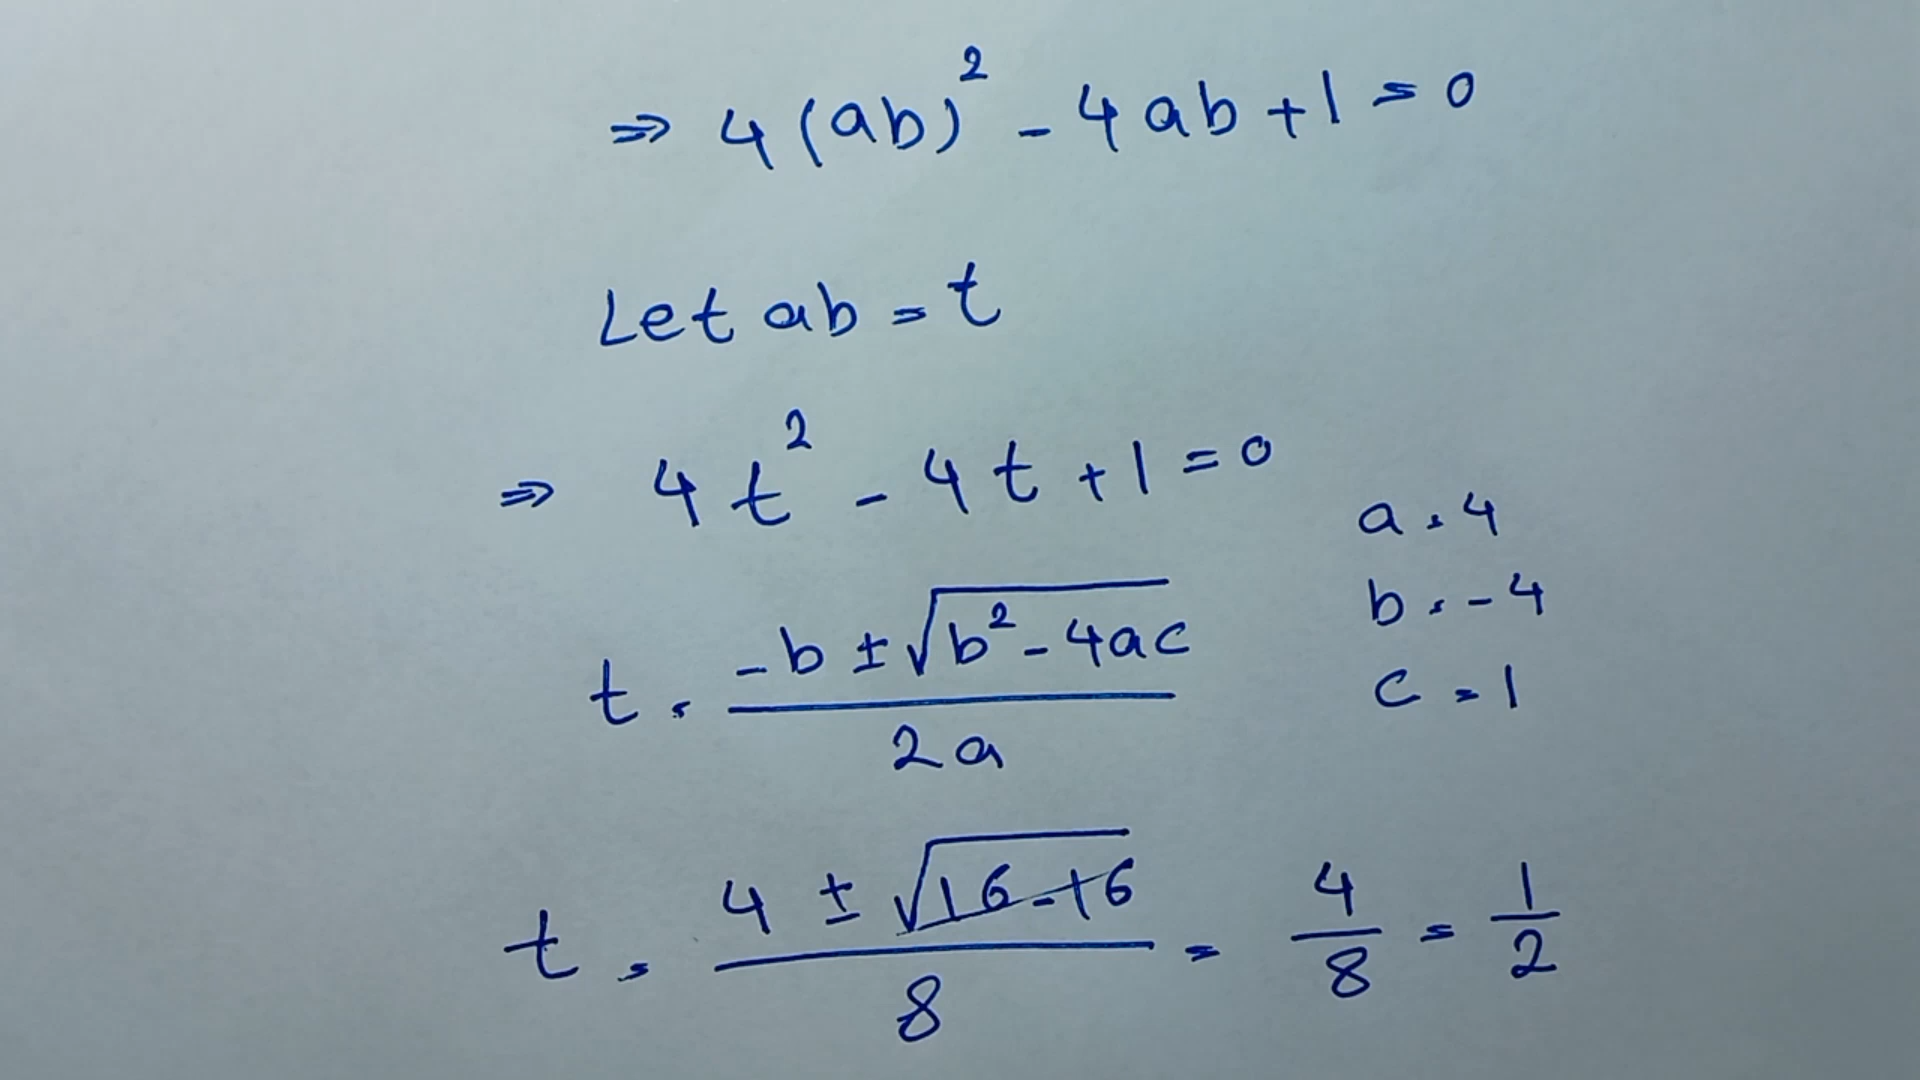 ⇒ 4(ab)² - 4ab + 1 = 0
Let ab = t
⇒ 4t² - 4t + 1 = 0
a = 4
b = -4
c = 1
t = (-b ± √(b² - 4ac)) / 2a
t = (4 ± √(16 - 16)) / 8 = 4/8 = 1/2